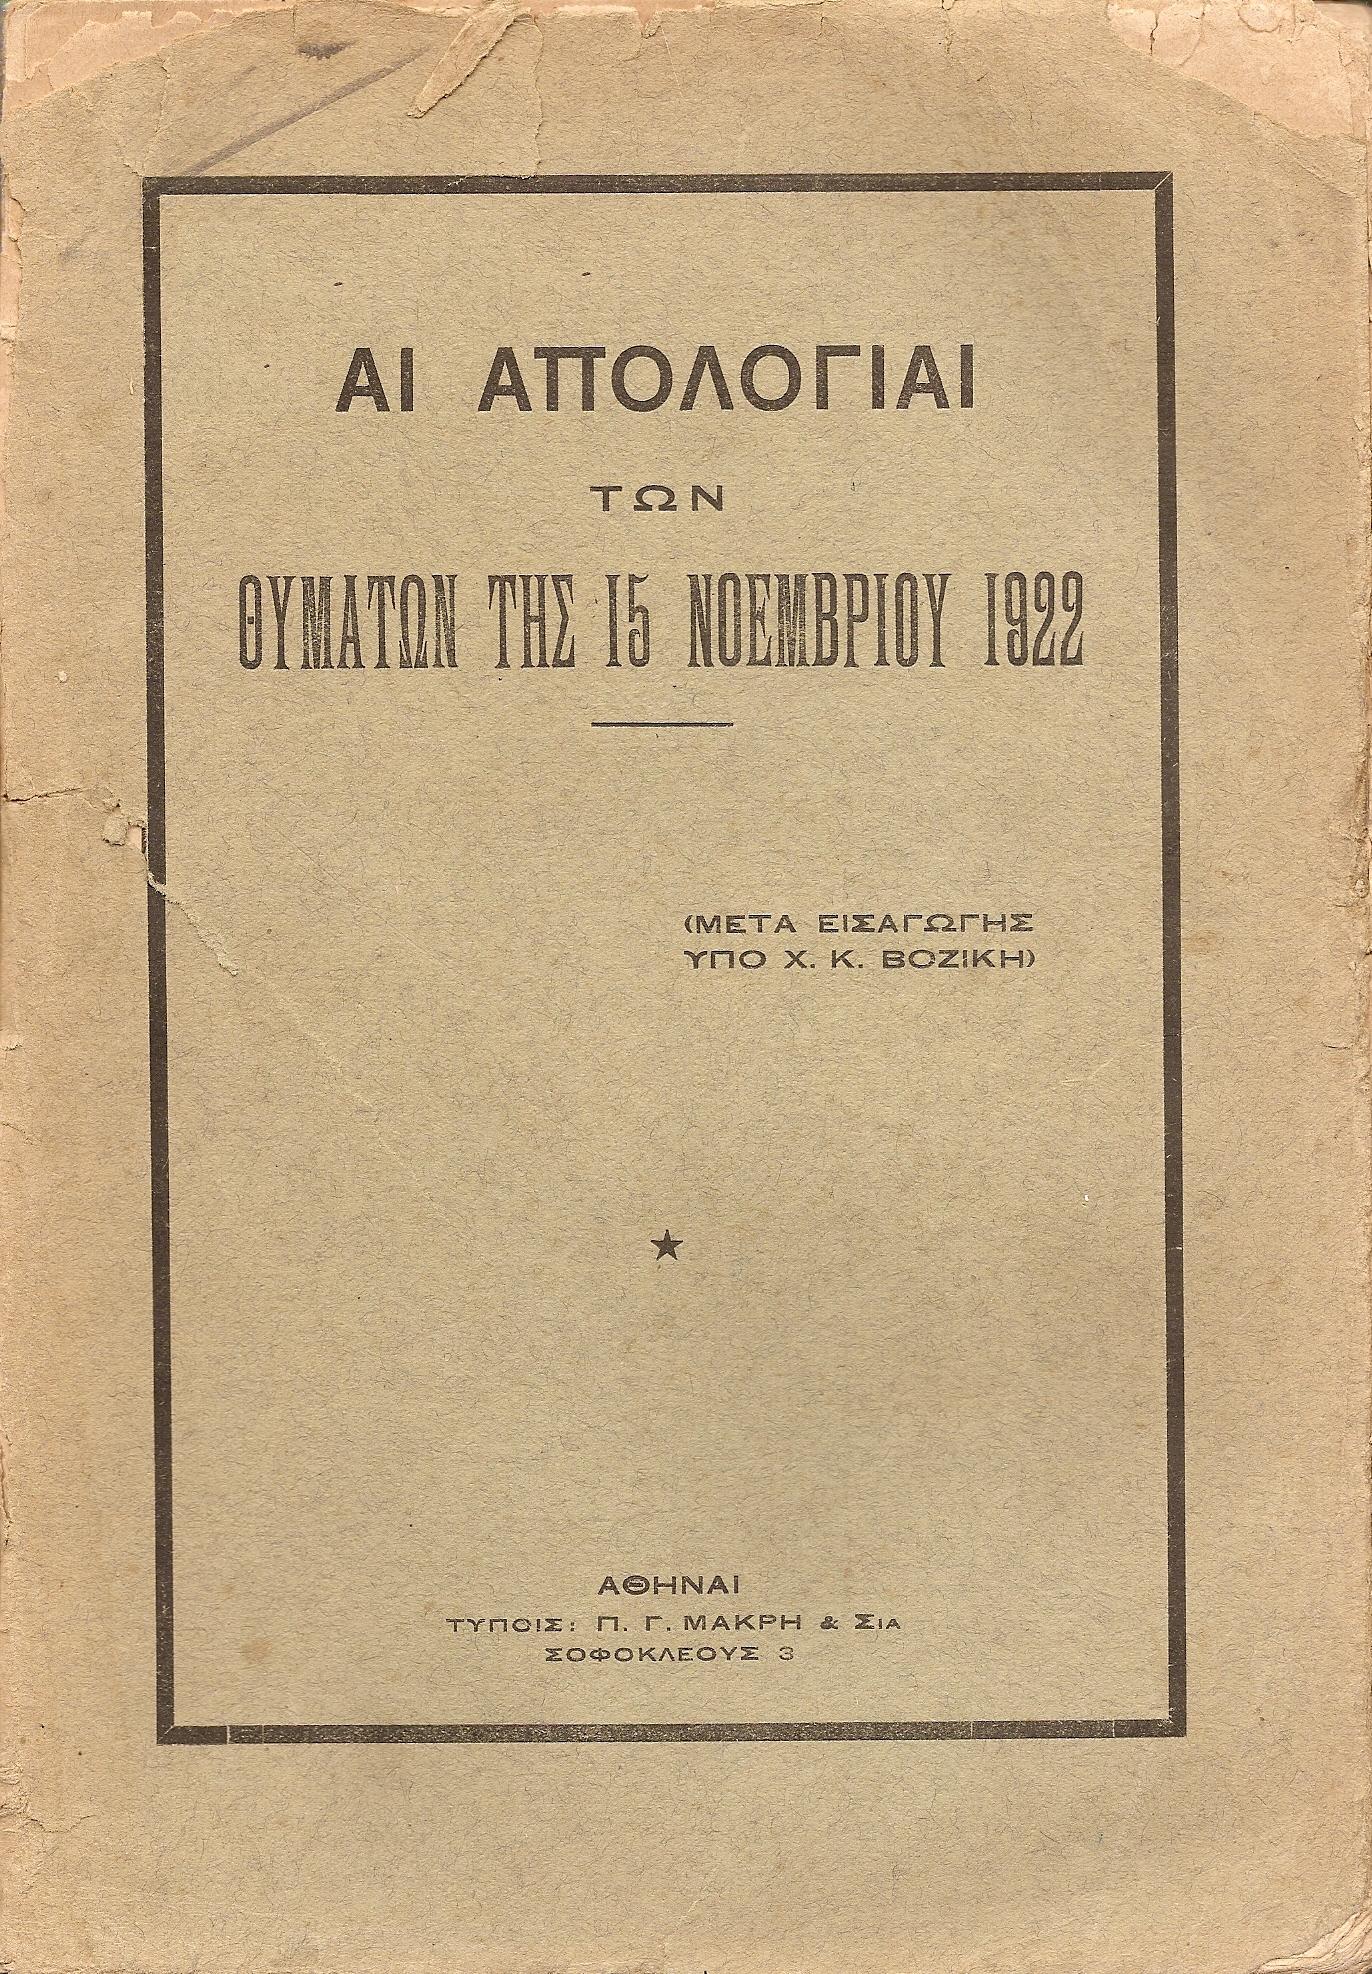 ΑΙ ΑΠΟΛΟΓΙΑΙ
ΤΩΝ
ΘΥΜΑΤΩΝ ΤΗΣ 15 ΝΟΕΜΒΡΙΟΥ 1922
(ΜΕΤΑ ΕΙΣΑΓΩΓΗΣ
ΥΠΟ Χ. Κ. ΒΟΖΙΚΗ)
ΑΘΗΝΑΙ
ΤΥΠΟΙΣ: Π. Γ. ΜΑΚΡΗ & ΣΙΑ
ΣΟΦΟΚΛΕΟΥΣ 3